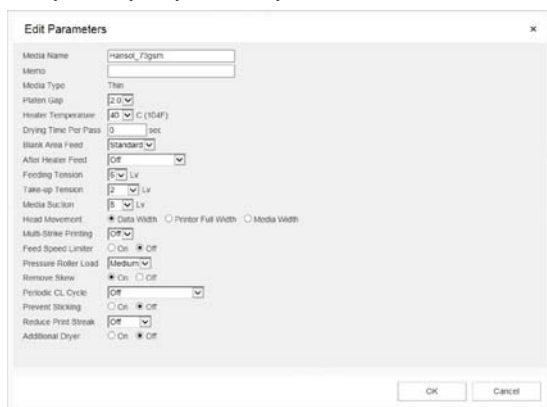 Edit Parameters ×
Media Name Hansol_73gsm
Memo
Media Type Thin
Platen Gap 2.0
Heater Temperature 40 C (104F)
Drying Time Per Pass 0 sec
Blank Area Feed Standard
After Heater Feed Off
Feeding Tension 6 Lv
Take-up Tension 2 Lv
Media Suction 8 Lv
Head Movement Data Width Printer Full Width Media Width
Multi-Strike Printing Off
Feed Speed Limiter On Off
Pressure Roller Load Medium
Remove Skew On Off
Periodic CL Cycle Off
Prevent Sticking On Off
Reduce Print Streak Off
Additional Dryer On Off
OK Cancel